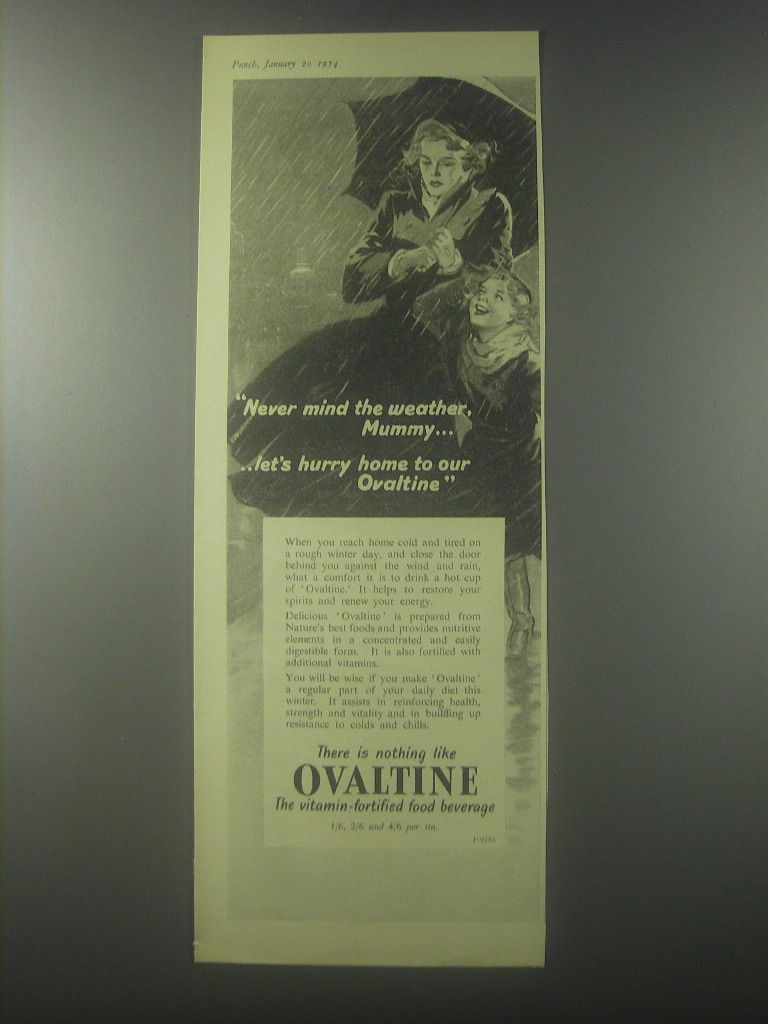 Punch, January 20 1954
"Never mind the weather,
Mummy...
..let's hurry home to our
Ovaltine"
When you reach home cold and tired on
a rough winter day, and close the door
behind you against the wind and rain,
what a comfort it is to drink a hot cup
of 'Ovaltine.' It helps to restore your
spirits and renew your energy.
Delicious 'Ovaltine' is prepared from
Nature's best foods and provides nutritive
elements in a concentrated and easily
digestible form. It is also fortified with
additional vitamins.
You will be wise if you make 'Ovaltine'
a regular part of your daily diet this
winter. It assists in reinforcing health,
strength and vitality and in building up
resistance to colds and chills.
There is nothing like
OVALTINE
The vitamin-fortified food beverage
1/6, 2/6 and 4/6 per tin.